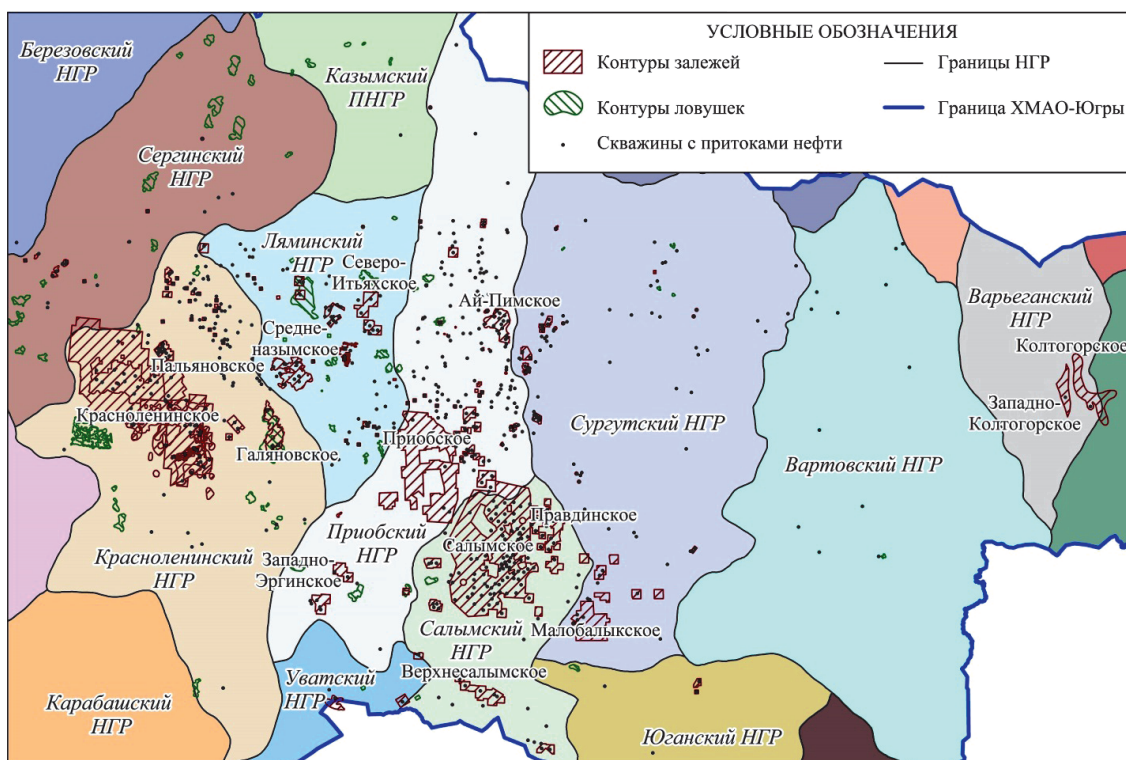 УСЛОВНЫЕ ОБОЗНАЧЕНИЯ
Контуры залежей
Границы НГР
Контуры ловушек
Граница ХМАО-Югры
Скважины с притоками нефти
Березовский
НГР
Казымский
ПНГР
Сергинский
НГР
Ляминский
НГР
Северо-
Итьяхское
Ай-Пимское
Средне-
назымское
Пальяновское
Красноленинское
Галяновское
Приобское
Варьеганский
НГР
Колтогорское
Западно-
Колтогорское
Сургутский НГР
Вартовский НГР
Правдинское
Салымское
Приобский
НГР
Красноленинский
НГР
Западно-
Эргинское
Малобалыкское
Салымский
НГР
Верхнесалымское
Уватский
НГР
Карабашский
НГР
Юганский НГР